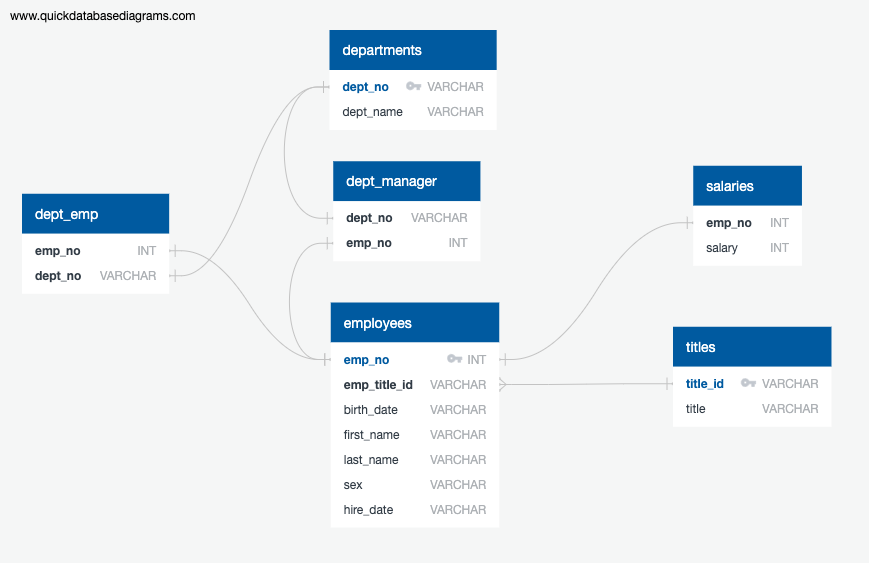 www.quickdatabasediagrams.com
departments
dept_no VARCHAR
dept_name VARCHAR
dept_manager
dept_no VARCHAR
emp_no INT
salaries
emp_no INT
salary INT
dept_emp
emp_no INT
dept_no VARCHAR
employees
emp_no INT
emp_title_id VARCHAR
birth_date VARCHAR
first_name VARCHAR
last_name VARCHAR
sex VARCHAR
hire_date VARCHAR
titles
title_id VARCHAR
title VARCHAR